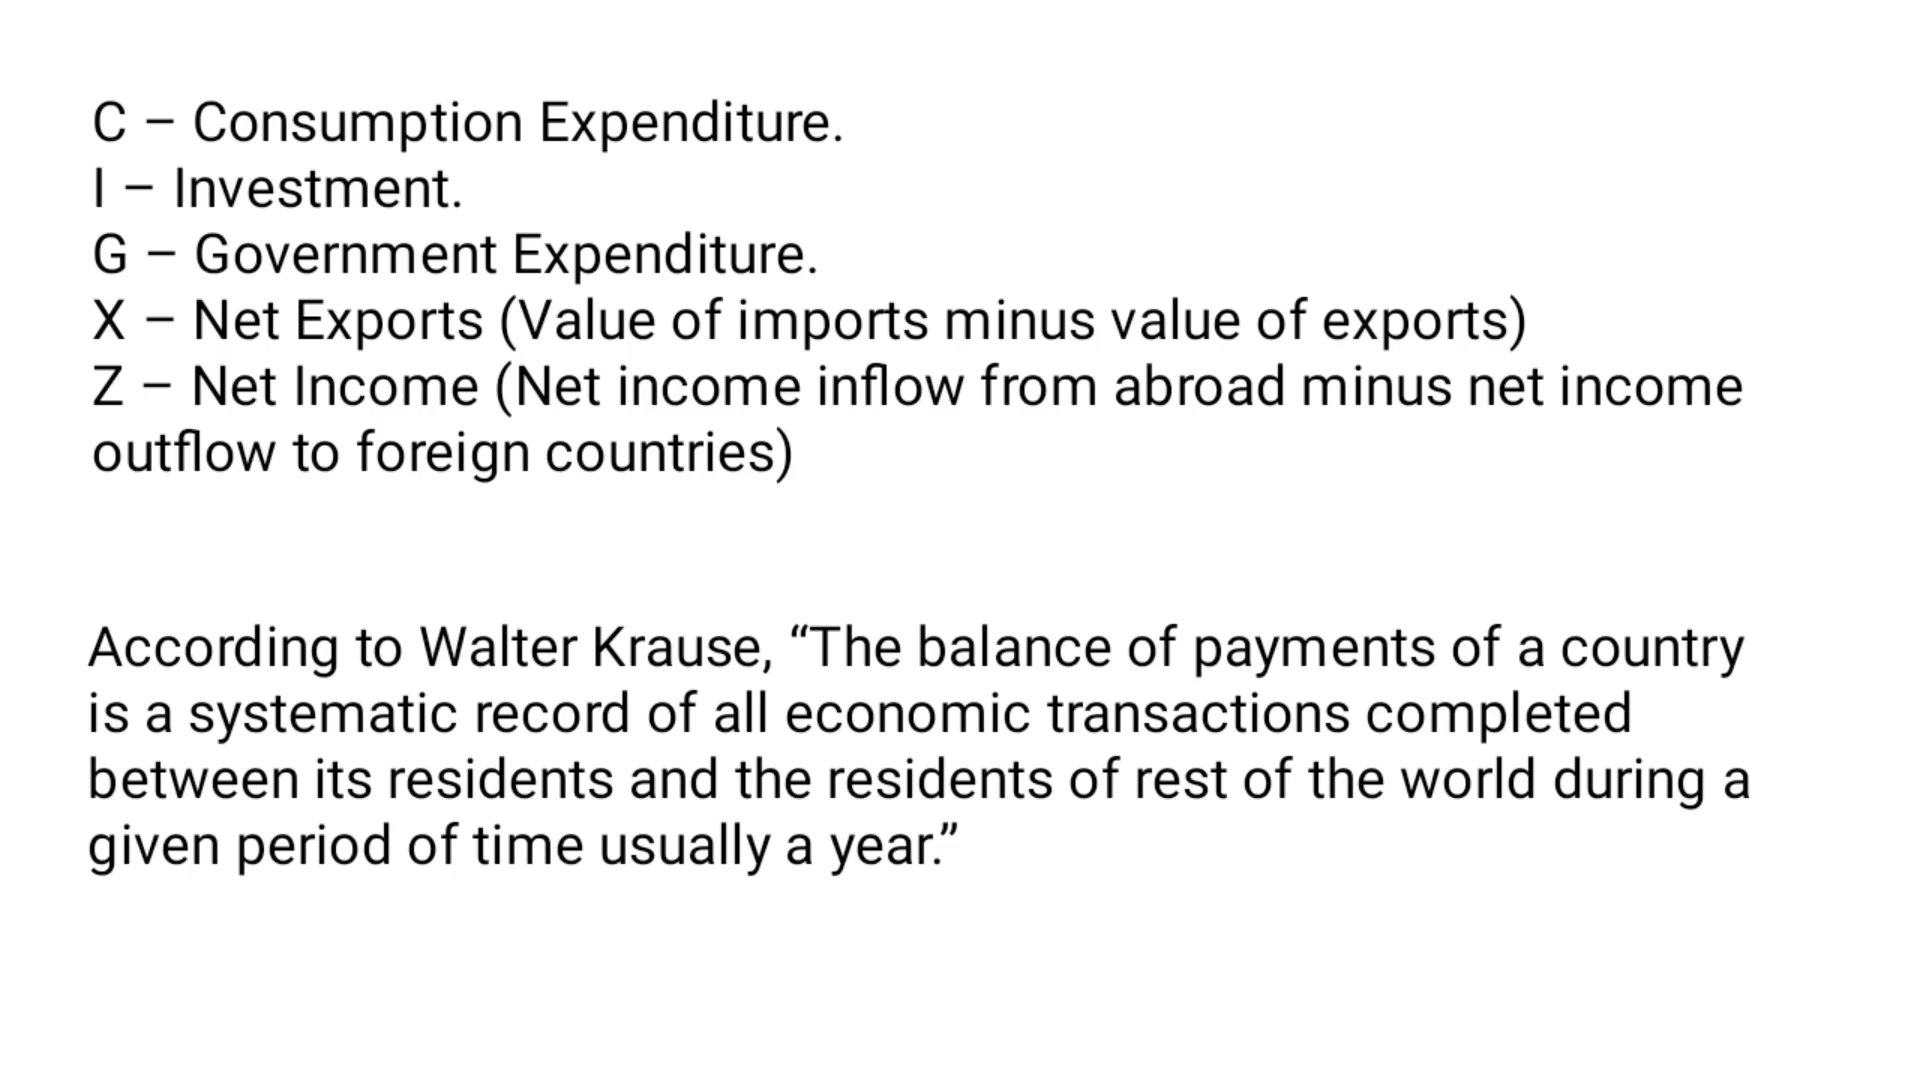 C – Consumption Expenditure.
I – Investment.
G – Government Expenditure.
X – Net Exports (Value of imports minus value of exports)
Z – Net Income (Net income inflow from abroad minus net income
outflow to foreign countries)
According to Walter Krause, “The balance of payments of a country
is a systematic record of all economic transactions completed
between its residents and the residents of rest of the world during a
given period of time usually a year.”